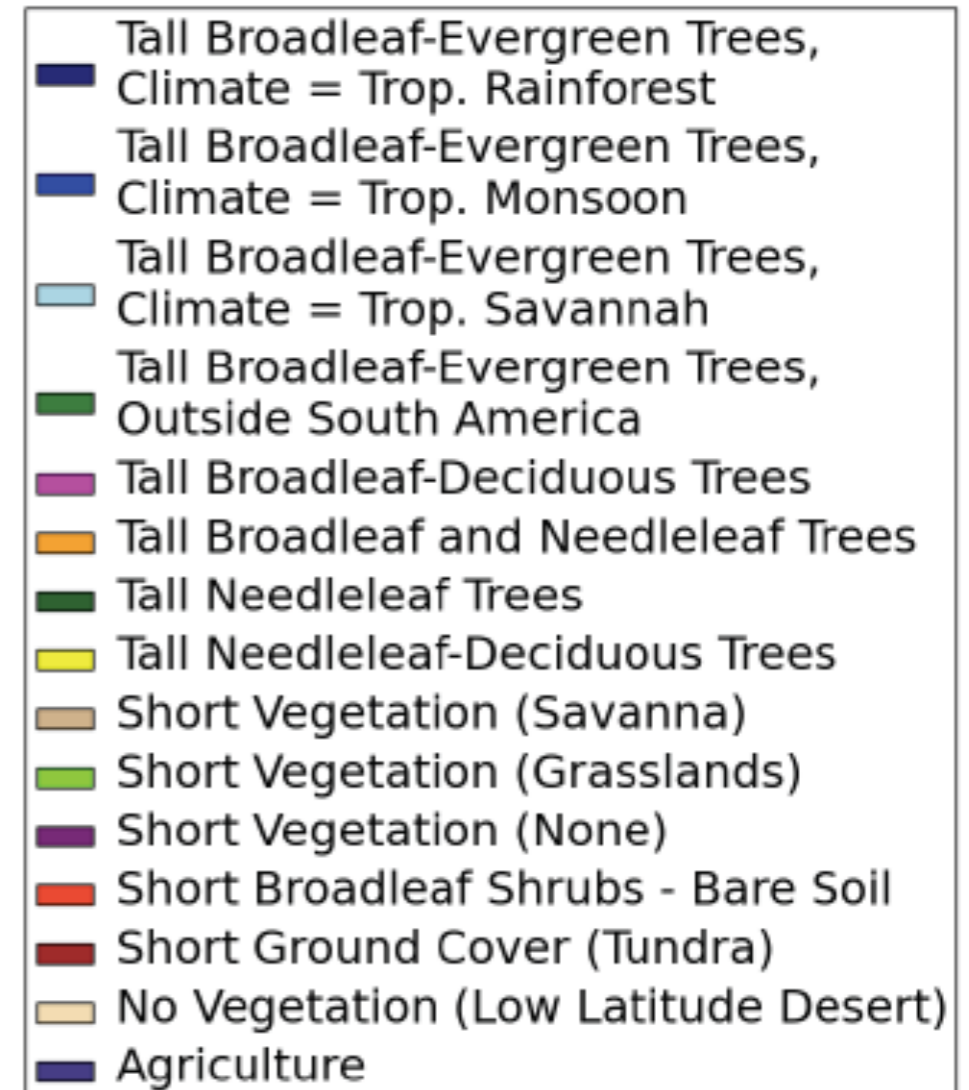 Tall Broadleaf-Evergreen Trees,
Climate = Trop. Rainforest
Tall Broadleaf-Evergreen Trees,
Climate = Trop. Monsoon
Tall Broadleaf-Evergreen Trees,
Climate = Trop. Savannah
Tall Broadleaf-Evergreen Trees,
Outside South America
Tall Broadleaf-Deciduous Trees
Tall Broadleaf and Needleleaf Trees
Tall Needleleaf Trees
Tall Needleleaf-Deciduous Trees
Short Vegetation (Savanna)
Short Vegetation (Grasslands)
Short Vegetation (None)
Short Broadleaf Shrubs - Bare Soil
Short Ground Cover (Tundra)
No Vegetation (Low Latitude Desert)
Agriculture